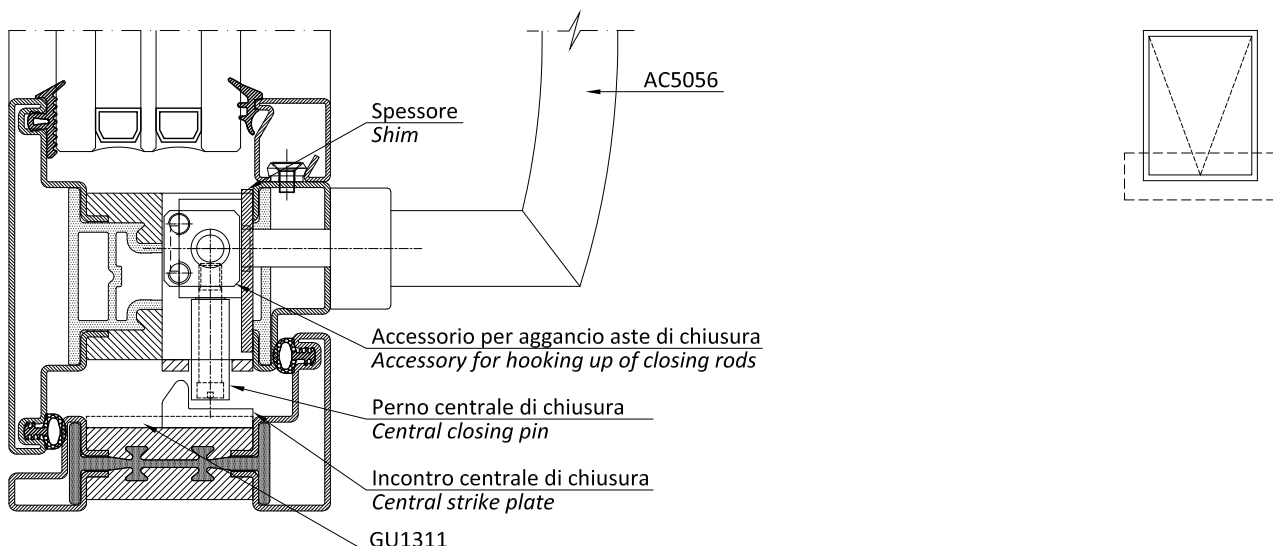 AC5056
Spessore
Shim
Accessorio per aggancio aste di chiusura
Accessory for hooking up of closing rods
Perno centrale di chiusura
Central closing pin
Incontro centrale di chiusura
Central strike plate
GU1311